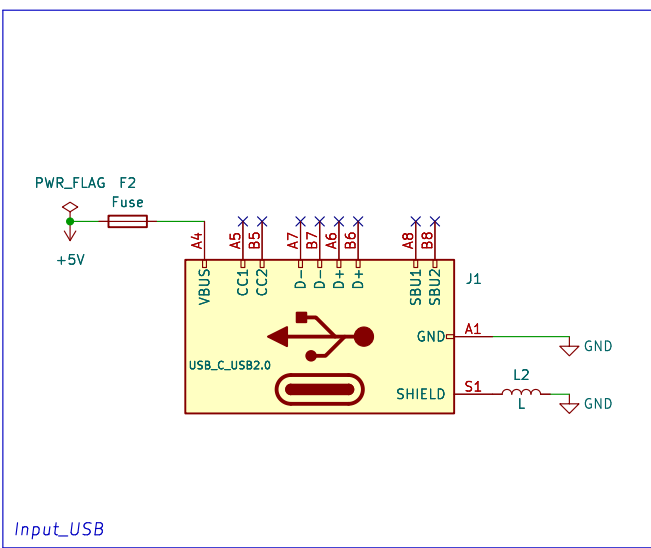 PWR_FLAG F2
Fuse
+5V
A4 A5 B5 A7 B7 A6 B6 A8 B8
VBUS CC1 CC2 D- D- D+ D+ SBU1 SBU2
J1
GND A1
GND
USB_C_USB2.0
L2
SHIELD S1
L
GND
Input_USB